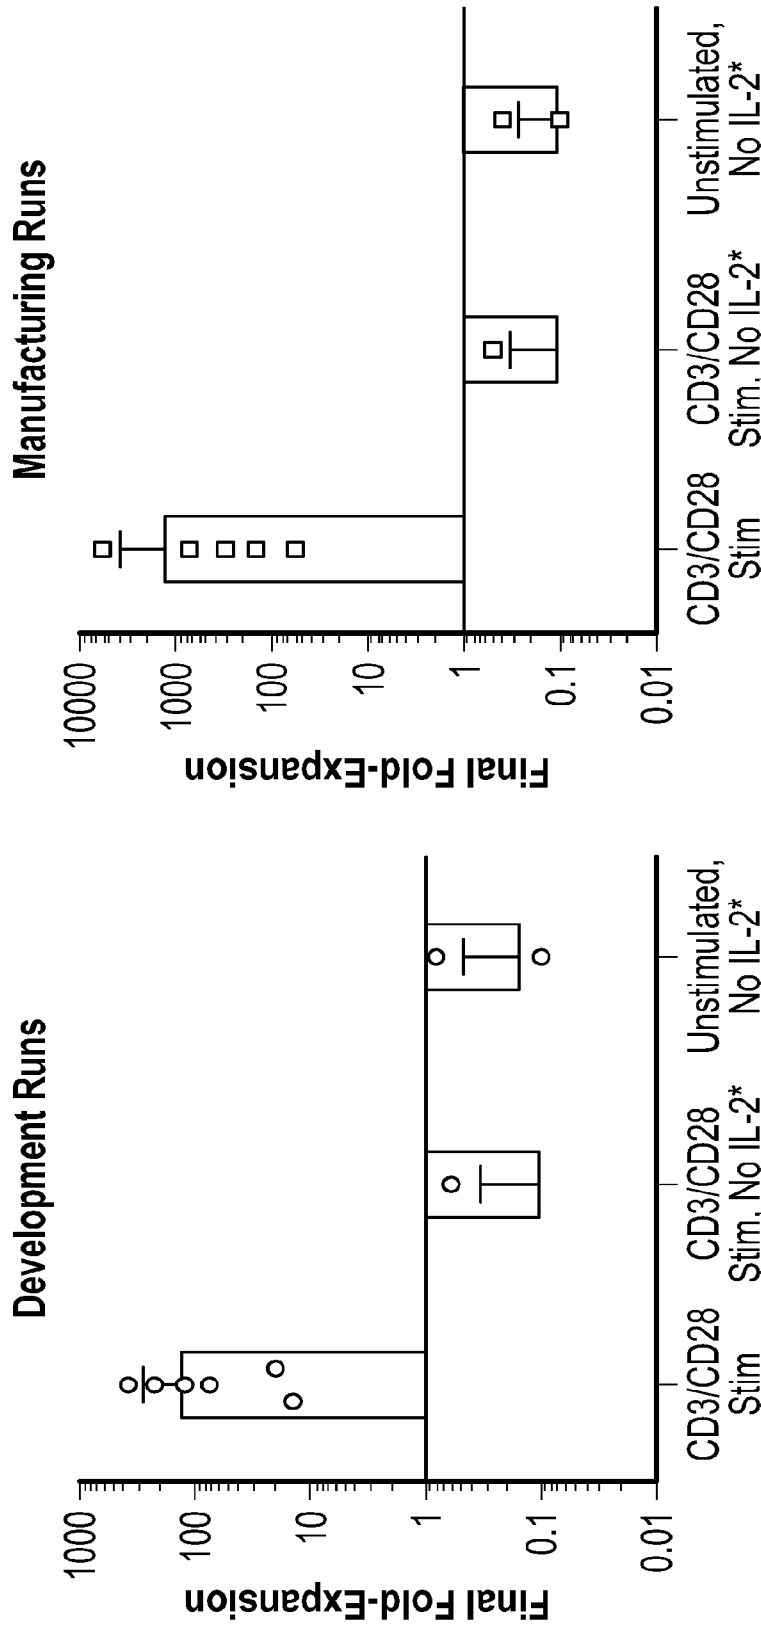 Development Runs
Final Fold-Expansion
1000
100
10
1
0.1
0.01
CD3/CD28
Stim
CD3/CD28
Stim, No IL-2*
Unstimulated,
No IL-2*
Manufacturing Runs
Final Fold-Expansion
10000
1000
100
10
1
0.1
0.01
CD3/CD28
Stim
CD3/CD28
Stim, No IL-2*
Unstimulated,
No IL-2*